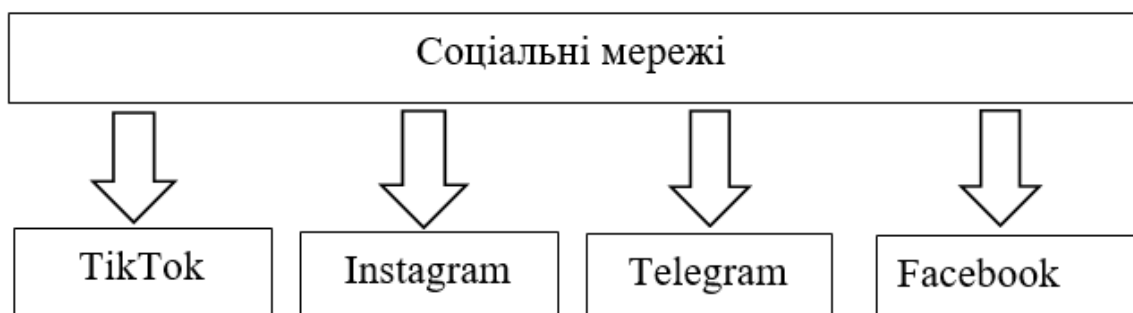 Соціальні мережі
TikTok
Instagram
Telegram
Facebook